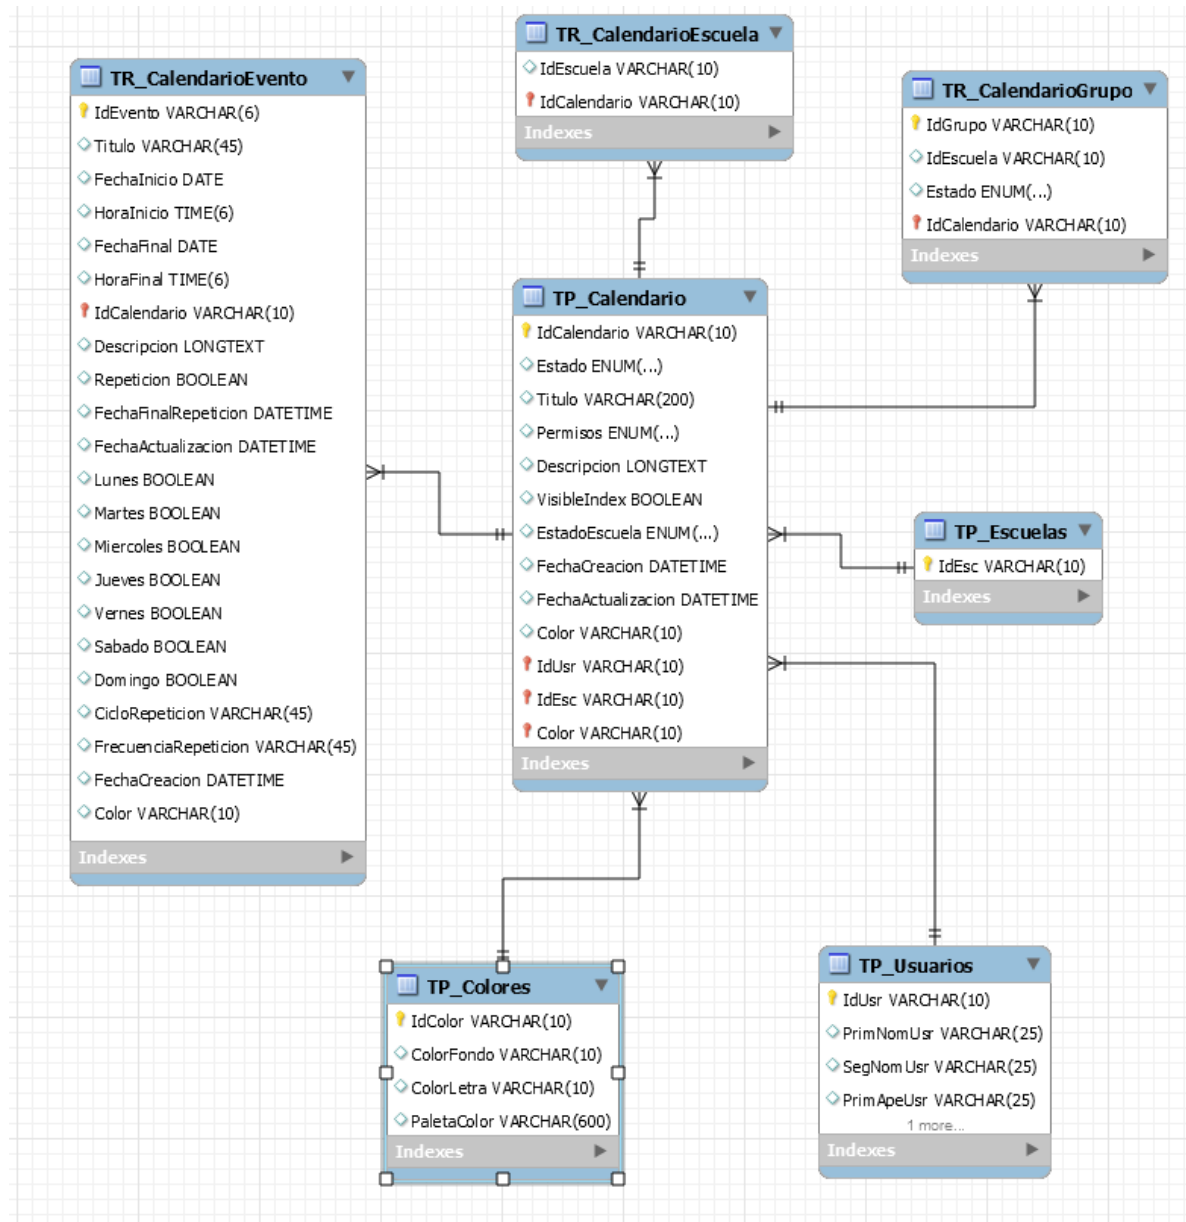 TR_CalendarioEscuela
IdEscuela VARCHAR(10)
IdCalendario VARCHAR(10)
Indexes
TR_CalendarioEvento
IdEvento VARCHAR(6)
Titulo VARCHAR(45)
FechaInicio DATE
HoraInicio TIME(6)
FechaFinal DATE
HoraFinal TIME(6)
IdCalendario VARCHAR(10)
Descripcion LONGTEXT
Repeticion BOOLEAN
FechaFinalRepeticion DATETIME
FechaActualizacion DATETIME
Lunes BOOLEAN
Martes BOOLEAN
Miercoles BOOLEAN
Jueves BOOLEAN
Vernes BOOLEAN
Sabado BOOLEAN
Domingo BOOLEAN
CicloRepeticion VARCHAR(45)
FrecuenciaRepeticion VARCHAR(45)
FechaCreacion DATETIME
Color VARCHAR(10)
Indexes
TR_CalendarioGrupo
IdGrupo VARCHAR(10)
IdEscuela VARCHAR(10)
Estado ENUM(...)
IdCalendario VARCHAR(10)
Indexes
TP_Calendario
IdCalendario VARCHAR(10)
Estado ENUM(...)
Titulo VARCHAR(200)
Permisos ENUM(...)
Descripcion LONGTEXT
VisibleIndex BOOLEAN
EstadoEscuela ENUM(...)
FechaCreacion DATETIME
FechaActualizacion DATETIME
Color VARCHAR(10)
IdUsr VARCHAR(10)
IdEsc VARCHAR(10)
Color VARCHAR(10)
Indexes
TP_Escuelas
IdEsc VARCHAR(10)
Indexes
TP_Colores
IdColor VARCHAR(10)
ColorFondo VARCHAR(10)
ColorLetra VARCHAR(10)
PaletaColor VARCHAR(600)
Indexes
TP_Usuarios
IdUsr VARCHAR(10)
PrimNomUsr VARCHAR(25)
SegNomUsr VARCHAR(25)
PrimApeUsr VARCHAR(25)
1 more...
Indexes